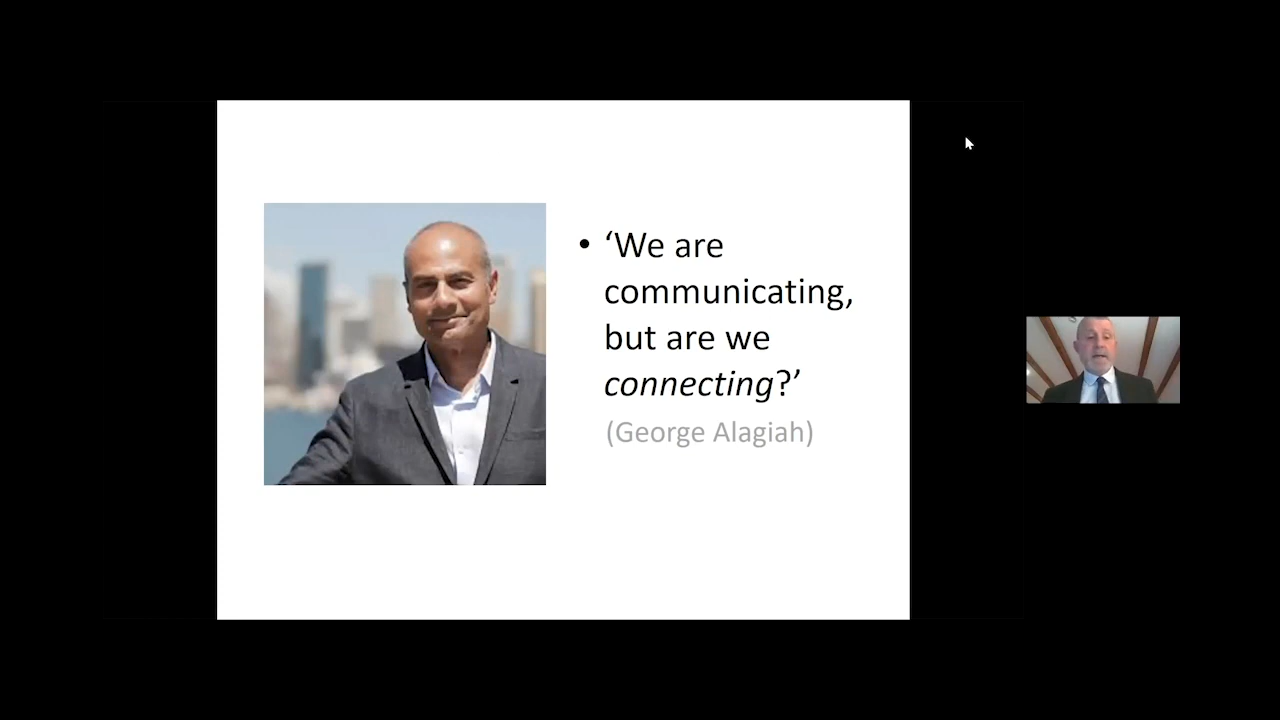 • ‘We are
communicating,
but are we
connecting?’
(George Alagiah)